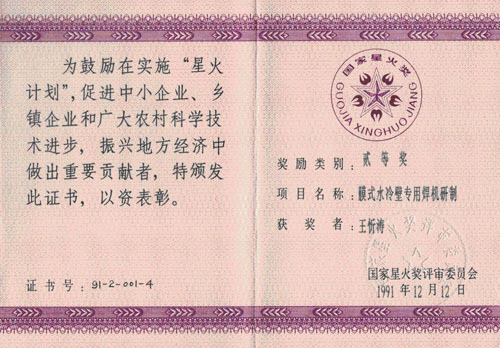 为鼓励在实施“星火
计划”,促进中小企业、乡
镇企业和广大农村科学技
术进步,振兴地方经济中
做出重要贡献者,特颁发
此证书,以资表彰。
证书号:91-2-001-4
国家星火奖
GUOJIA XINGHUO JIANG
奖励类别:贰等奖
项目名称:膜式水冷壁专用焊机研制
获奖者:王忻涛
国家星火奖评审委员会
1991年12月12日